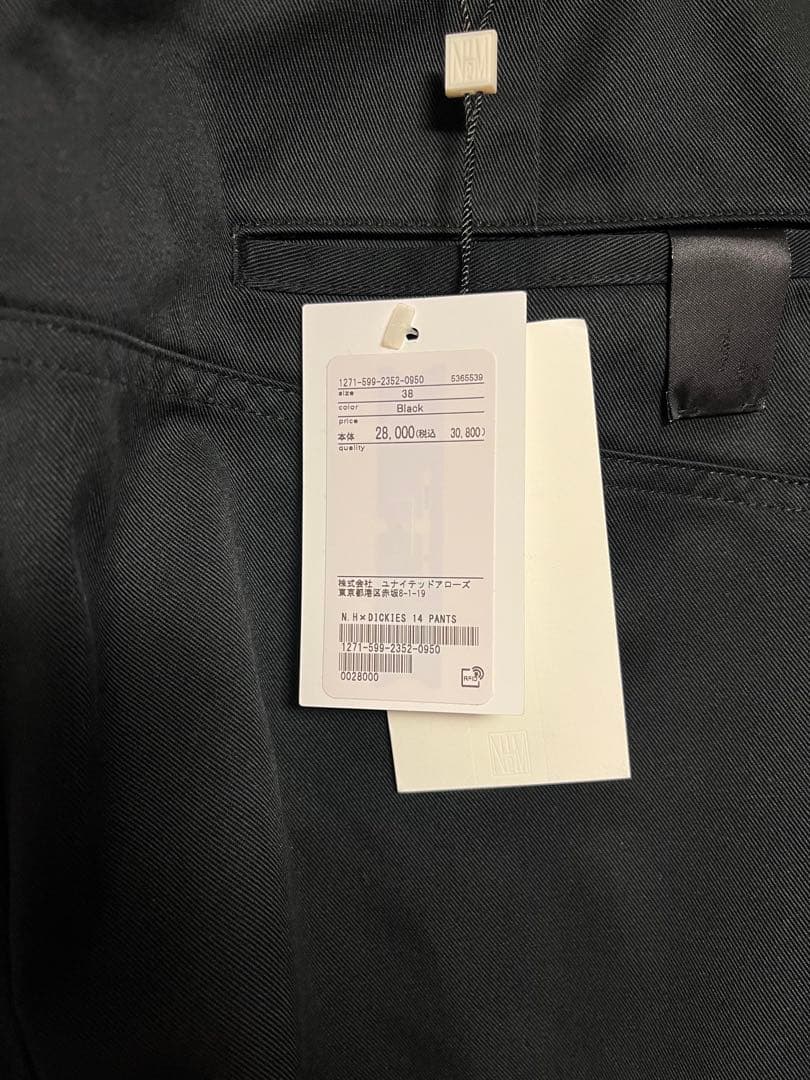 NHM
1271-599-2352-0950 5365539
size 38
color Black
price
本体 28,000(税込 30,800)
quality
株式会社 ユナイテッドアローズ
東京都港区赤坂8-1-19
N.H×DICKIES 14 PANTS
1271-599-2352-0950
0028000
RFID